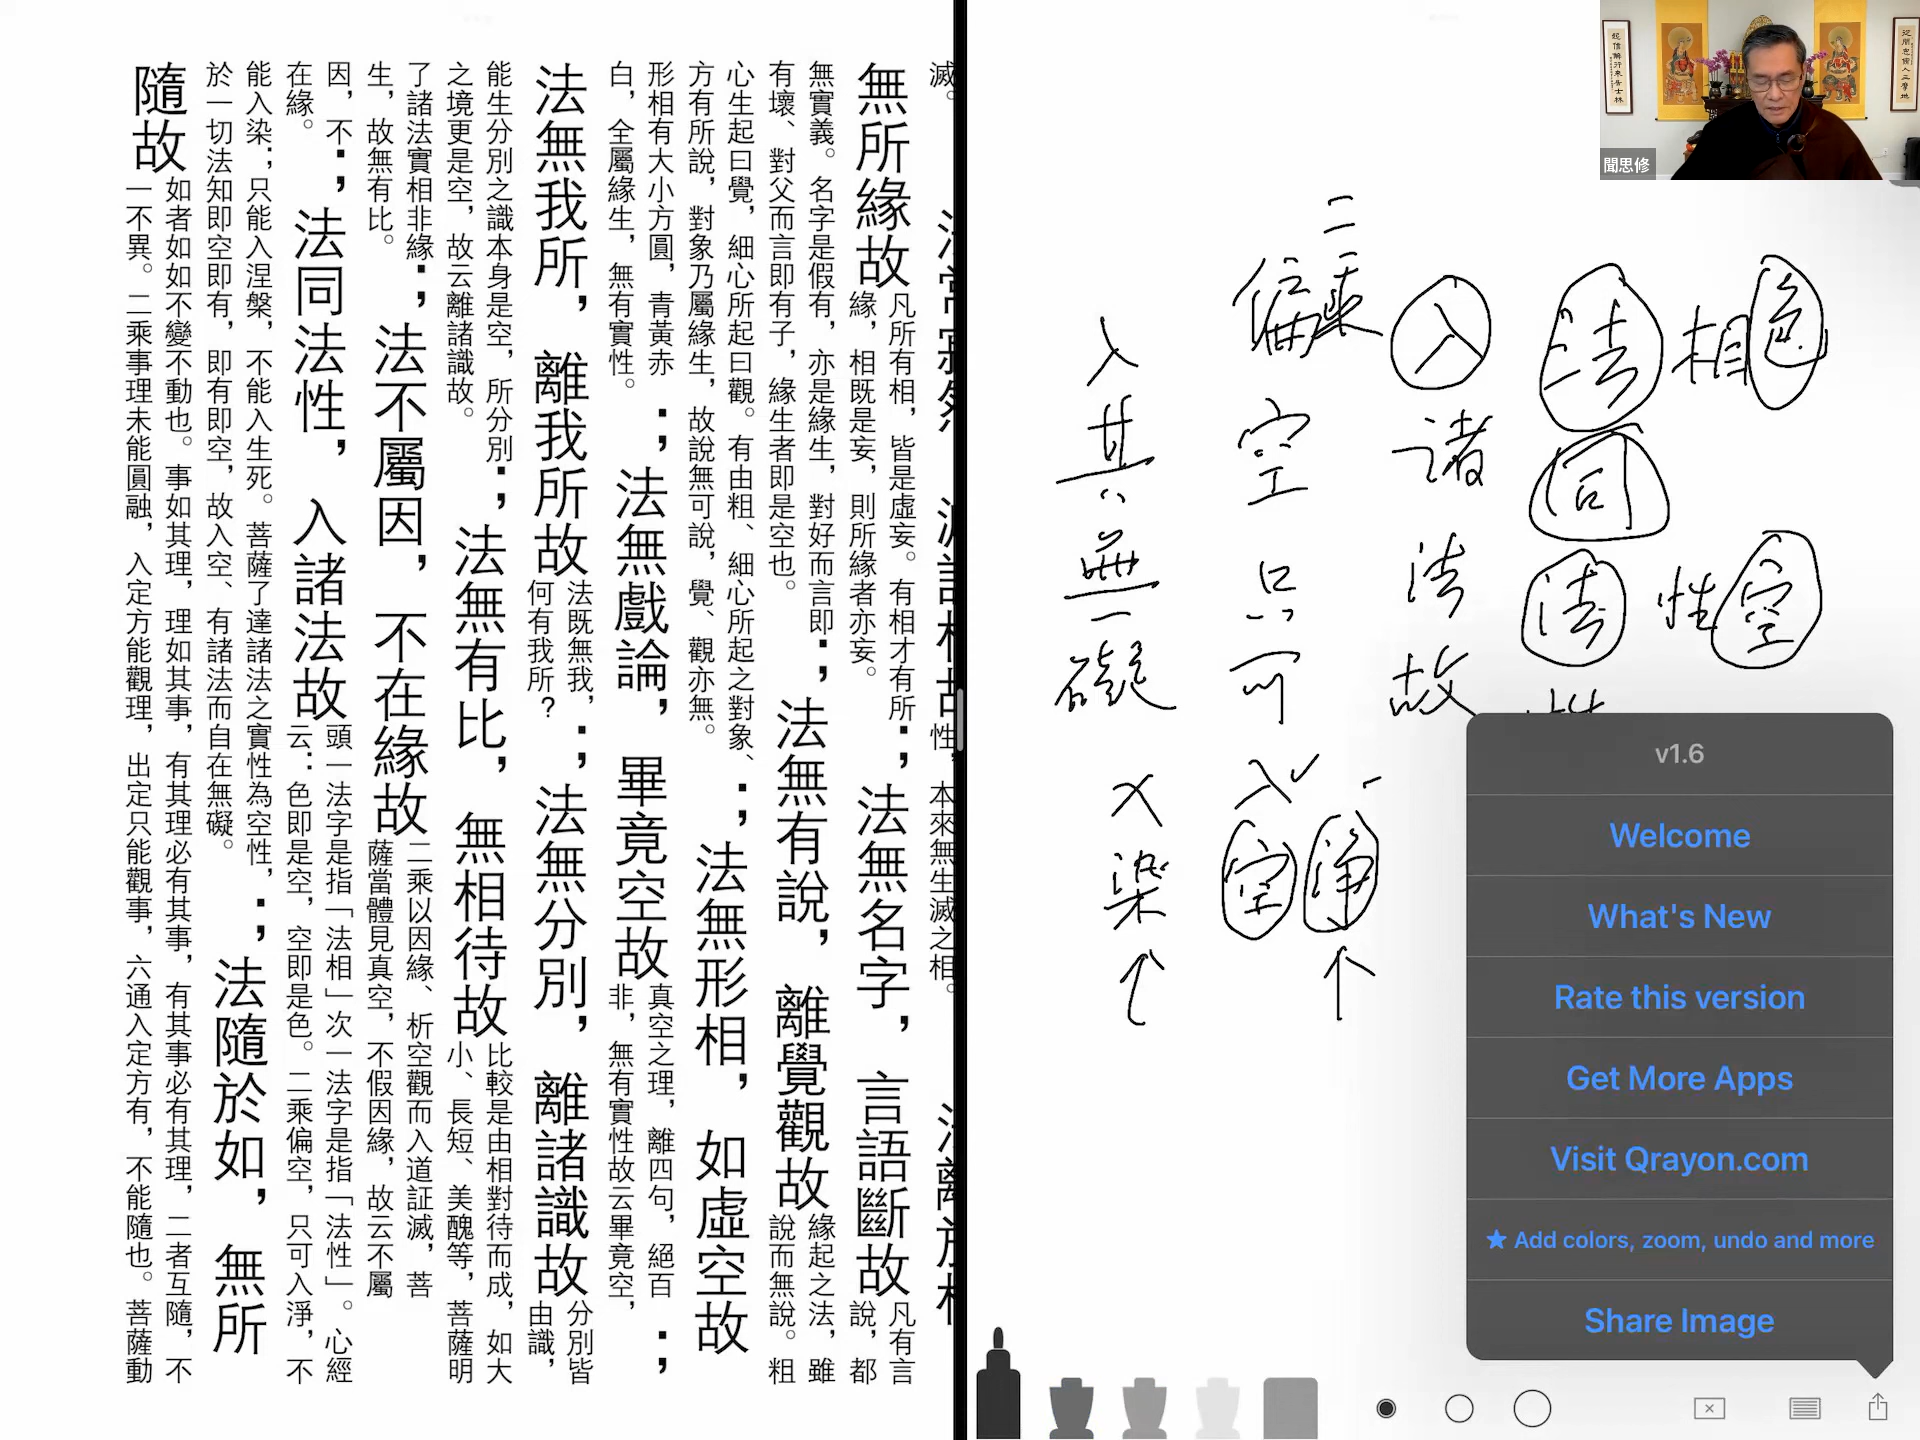 滅。
無所緣故
凡所有相，皆是虛妄。有相才有所
緣，相既是妄，則所緣者亦妄。
；法無名字，言語斷故
凡有言
說，都
無實義。名字是假有，亦是緣生，對好而言即
有壞、對父而言即有子，緣生者即是空也。
；法無有說，離覺觀故
緣起之法，雖
說而無說。粗
心生起曰覺，細心所起曰觀。有由粗、細心所起之對象、
方有所說，對象乃屬緣生，故說無可說，覺、觀亦無。
；法無形相，如虛空故
形相有大小方圓，青黃赤
白，全屬緣生，無有實性。
；法無戲論，畢竟空故
真空之理，離四句，絕百
非，無有實性故云畢竟空，
；
法無我所，離我所故
法既無我，
何有我所？
；法無分別，離諸識故
分別皆
由識，
能生分別之識本身是空，所分別
之境更是空，故云離諸識故。
；法無有比，無相待故
比較是由相對待而成，如大
小、長短、美醜等，菩薩明
了諸法實相非緣
生，故無有比。
；法不屬因，不在緣故
二乘以因緣、析空觀而入道証滅，菩
薩當體見真空，不假因緣，故云不屬
因，不
在緣。
；法同法性，入諸法故
頭一法字是指「法相」次一法字是指「法性」。心經
云：色即是空，空即是色。二乘偏空，只可入淨，不
能入染；只能入涅槃，不能入生死。菩薩了達諸法之實性為空性，
於一切法知即空即有，即有即空，故入空、有諸法而自在無礙。
；法隨於如，無所
隨故
如者如如不變不動也。事如其理，理如其事，有其理必有其事，有其事必有其理，二者互隨，不
一不異。二乘事理未能圓融，入定方能觀理，出定只能觀事，六通入定方有，不能隨也。菩薩動
性，本來無生滅之相。
聞思修
色
相
空
性
法同法
入諸法故
二乘
偏空只可入空
淨
入其無礙
入染
v1.6
Welcome
What's New
Rate this version
Get More Apps
Visit Qrayon.com
★ Add colors, zoom, undo and more
Share Image